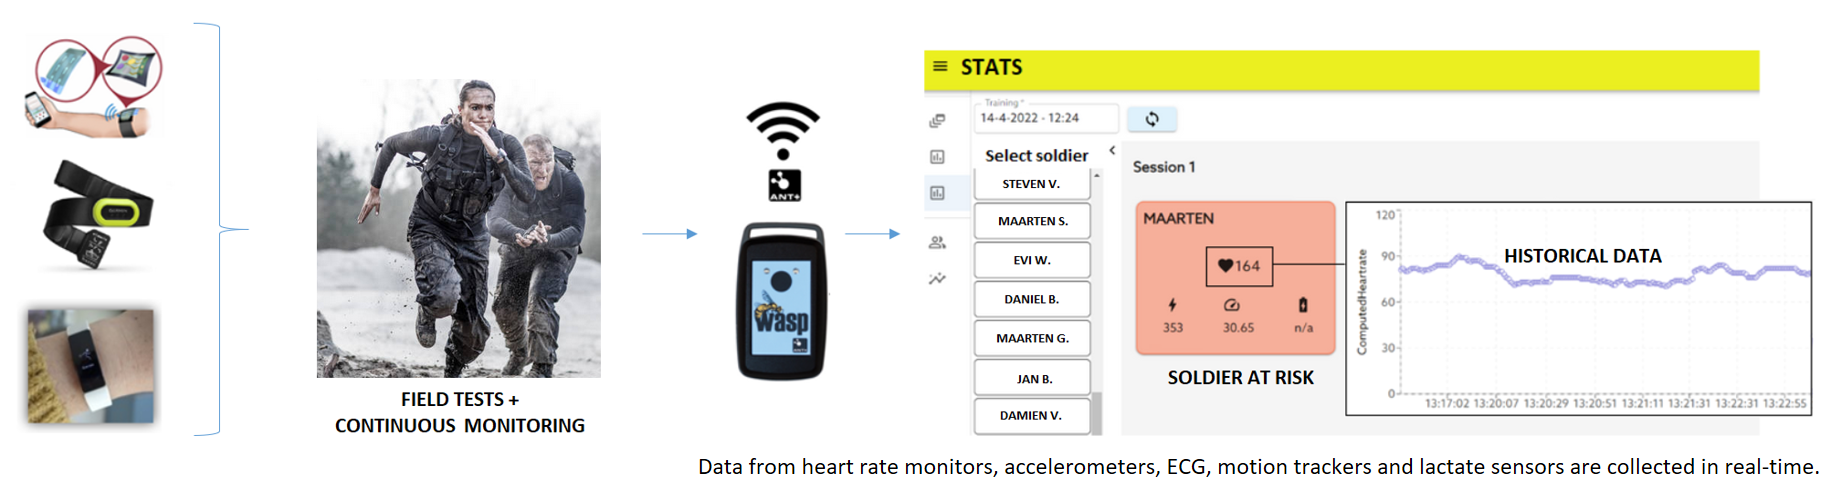 FIELD TESTS +
CONTINUOUS MONITORING
ANT+
wasp
STATS
Training *
14-4-2022 - 12:24
Select soldier
STEVEN V.
MAARTEN S.
EVI W.
DANIEL B.
MAARTEN G.
JAN B.
DAMIEN V.
Session 1
MAARTEN
164
353
30.65
n/a
SOLDIER AT RISK
HISTORICAL DATA
ComputedHeartrate
120
90
60
30
0
13:17:02 13:20:07 13:20:29 13:20:51 13:21:11 13:21:31 13:22:31 13:22:55
Data from heart rate monitors, accelerometers, ECG, motion trackers and lactate sensors are collected in real-time.